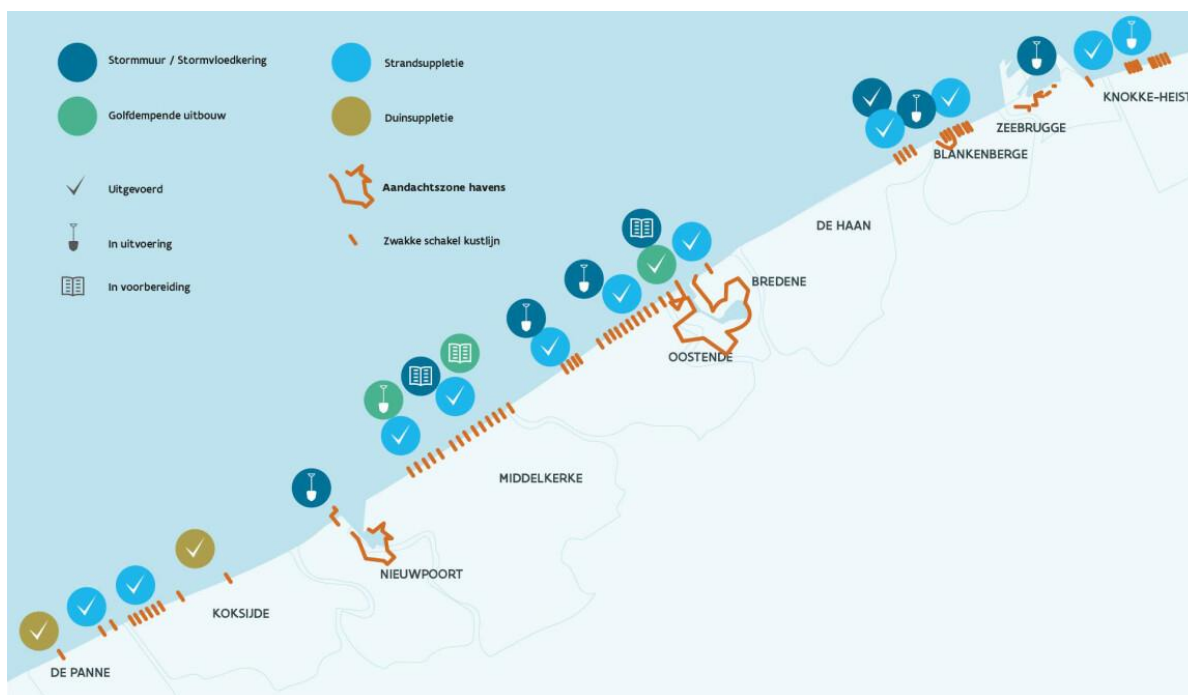 Stormmuur / Stormvloedkering
Strandsuppletie
Golfdempende uitbouw
Duinsuppletie
Uitgevoerd
Aandachtszone havens
In uitvoering
Zwakke schakel kustlijn
In voorbereiding
KNOKKE-HEIST
ZEEBRUGGE
BLANKENBERGE
DE HAAN
BREDENE
OOSTENDE
MIDDELKERKE
NIEUWPOORT
KOKSIJDE
DE PANNE